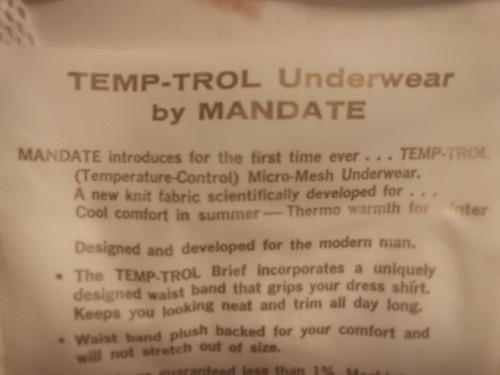 TEMP-TROL Underwear
by MANDATE
MANDATE introduces for the first time ever . . . TEMP-TROL
(Temperature-Control) Micro-Mesh Underwear.
A new knit fabric scientifically developed for . . .
Cool comfort in summer — Thermo warmth for winter
Designed and developed for the modern man.
• The TEMP-TROL Brief incorporates a uniquely
designed waist band that grips your dress shirt.
Keeps you looking neat and trim all day long.
• Waist band plush backed for your comfort and
will not stretch out of size.
guaranteed less than 1%.